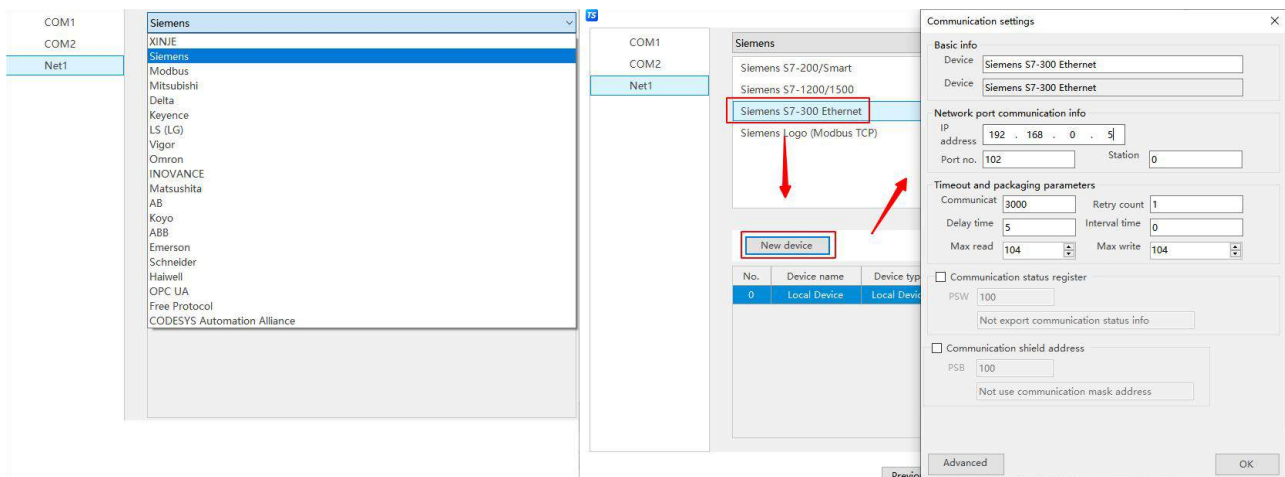 COM1
COM2
Net1
Siemens
XINJE
Siemens
Modbus
Mitsubishi
Delta
Keyence
LS (LG)
Vigor
Omron
INOVANCE
Matsushita
AB
Koyo
ABB
Emerson
Schneider
Haiwell
OPC UA
Free Protocol
CODESYS Automation Alliance
TS
COM1
COM2
Net1
Siemens
Siemens S7-200/Smart
Siemens S7-1200/1500
Siemens S7-300 Ethernet
Siemens Logo (Modbus TCP)
New device
No. Device name Device typ
0 Local Device Local Devic
Previo
Communication settings
Basic info
Device Siemens S7-300 Ethernet
Device Siemens S7-300 Ethernet
Network port communication info
IP address 192 . 168 . 0 . 5
Port no. 102 Station 0
Timeout and packaging parameters
Communicat 3000 Retry count 1
Delay time 5 Interval time 0
Max read 104 Max write 104
Communication status register
PSW 100
Not export communication status info
Communication shield address
PSB 100
Not use communication mask address
Advanced OK